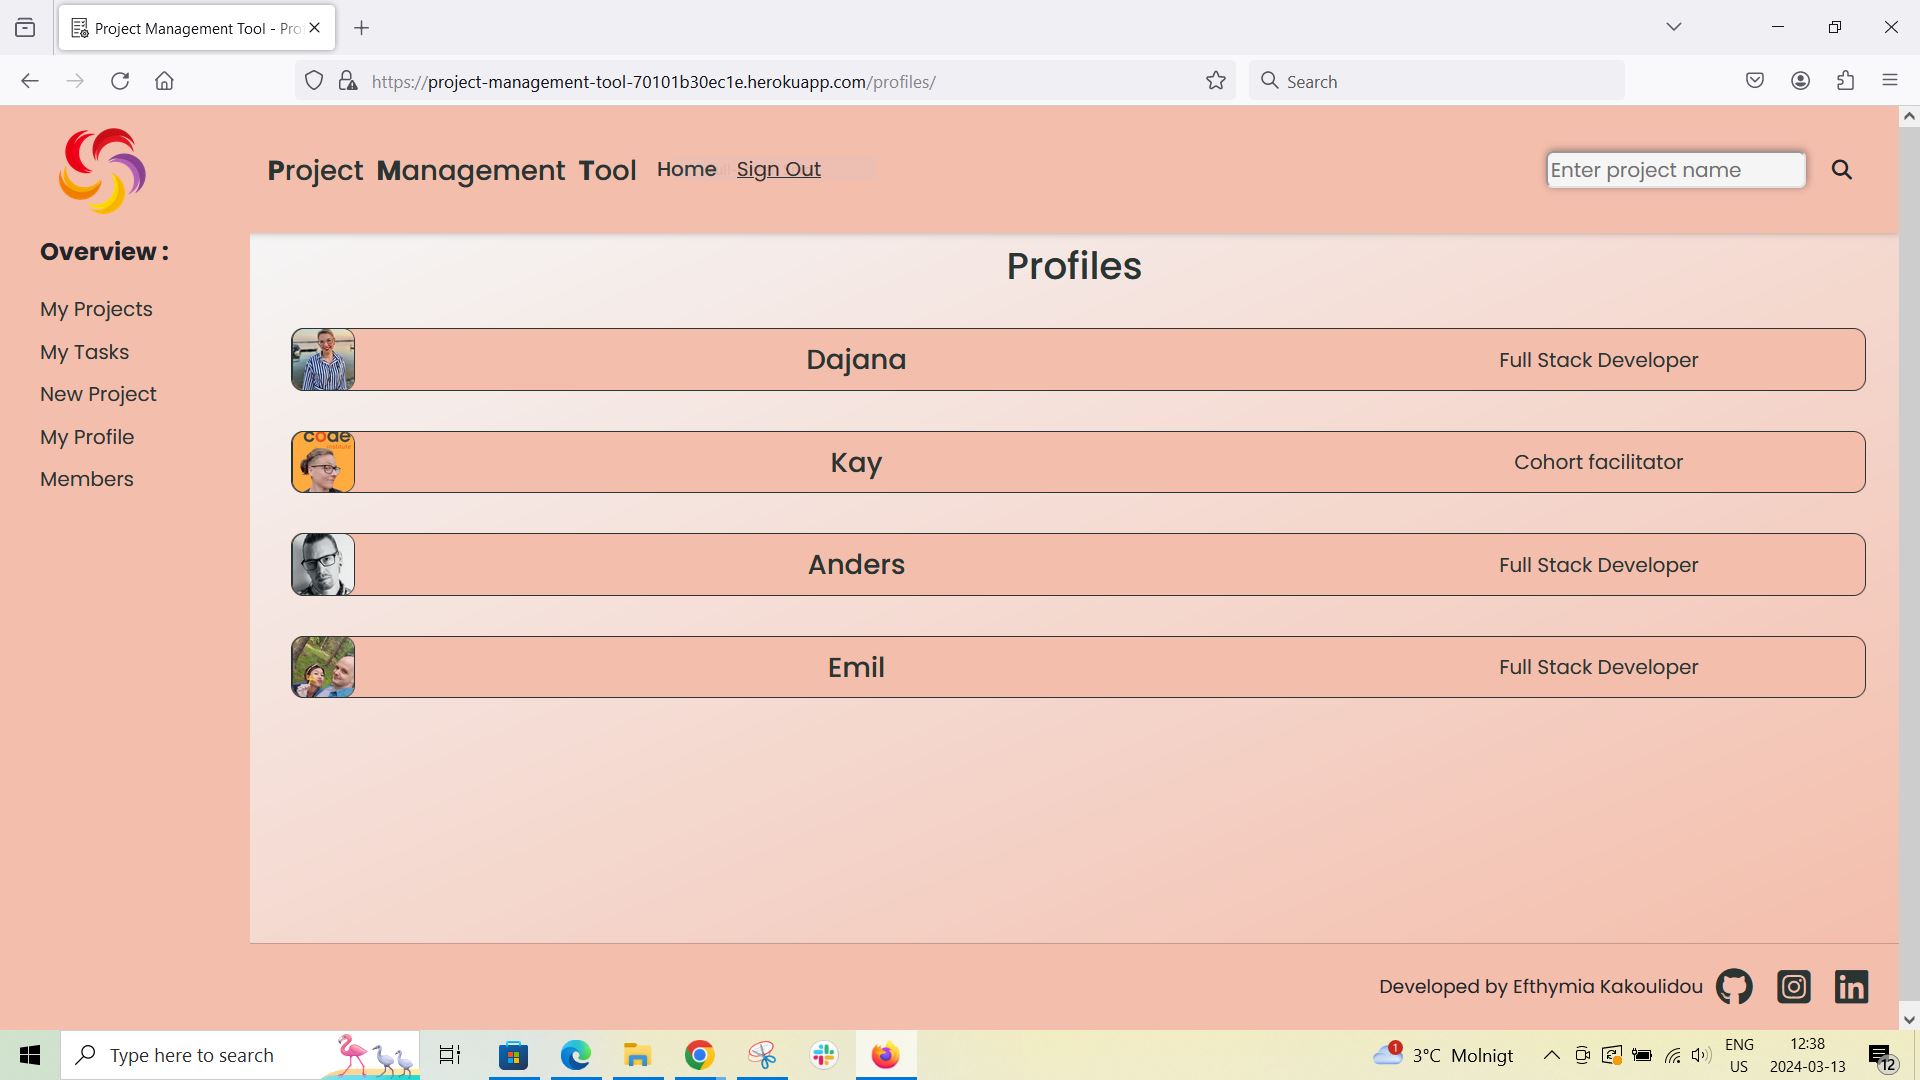 Project Management Tool - Pro
https://project-management-tool-70101b30ec1e.herokuapp.com/profiles/
Search
Project Management Tool
Home
Sign Out
Enter project name
Overview :
My Projects
My Tasks
New Project
My Profile
Members
Profiles
Dajana
Full Stack Developer
code
institute
Kay
Cohort facilitator
Anders
Full Stack Developer
Emil
Full Stack Developer
Developed by Efthymia Kakoulidou
in
Type here to search
1
3°C Molnigt
ENG
US
12:38
2024-03-13
12